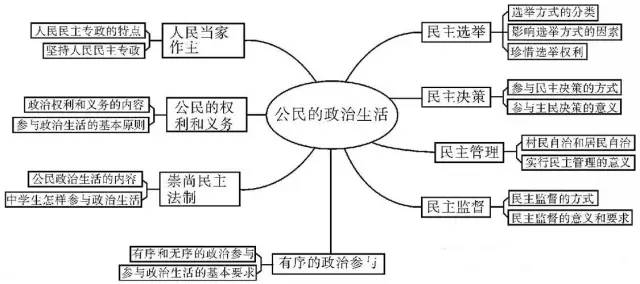 公民的政治生活
人民当家
作主
人民民主专政的特点
坚持人民民主专政
公民的权
利和义务
政治权利和义务的内容
参与政治生活的基本原则
崇尚民主
法制
公民政治生活的内容
中学生怎样参与政治生活
有序的政治参与
有序和无序的政治参与
参与政治生活的基本要求
民主选举
选举方式的分类
影响选举方式的因素
珍借选举权利
民主决策
参与民主决策的方式
参与主民决策的意义
民主管理
村民自治和居民自治
实行民主管理的意义
民主监督
民主监督的方式
民主监督的意义和要求